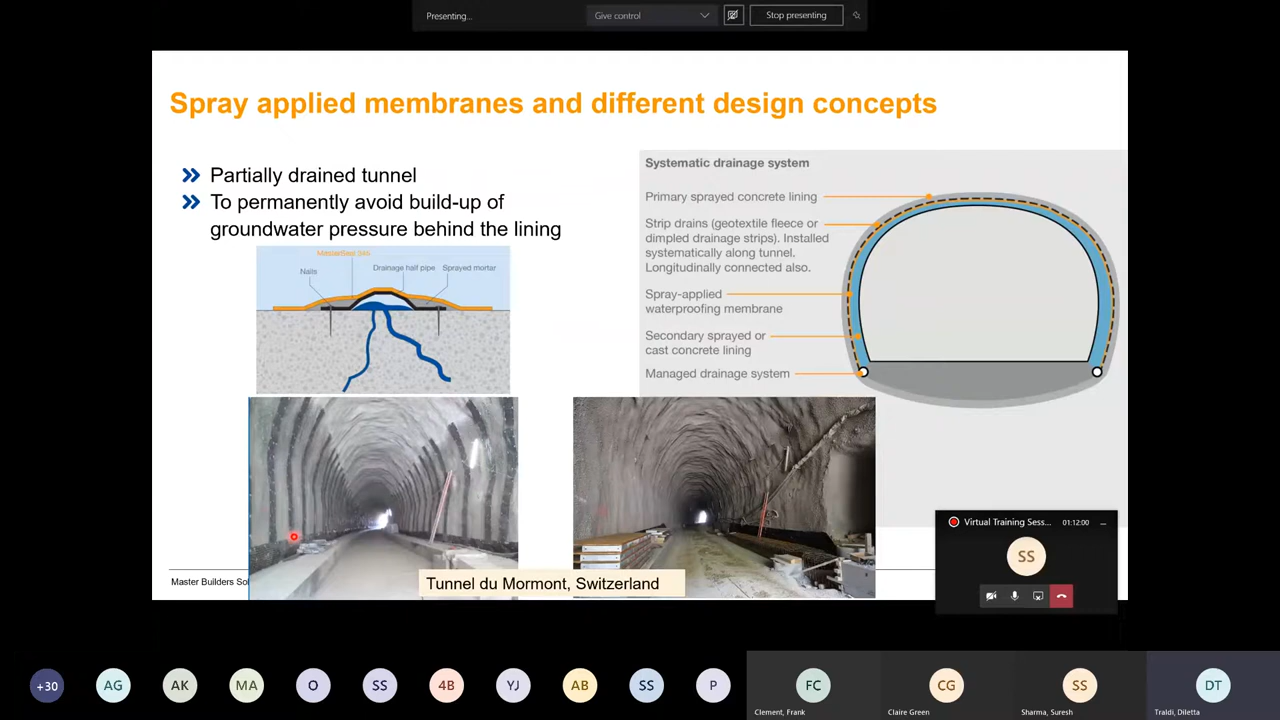 Presenting...
Give control
Stop presenting
Spray applied membranes and different design concepts
Partially drained tunnel
To permanently avoid build-up of
groundwater pressure behind the lining
MasterSeal 345
Nails
Drainage half pipe
Sprayed mortar
Systematic drainage system
Primary sprayed concrete lining
Strip drains (geotextile fleece or
dimpled drainage strips). Installed
systematically along tunnel.
Longitudinally connected also.
Spray-applied
waterproofing membrane
Secondary sprayed or
cast concrete lining
Managed drainage system
Tunnel du Mormont, Switzerland
Master Builders Sol
Virtual Training Sess...
01:12:00
SS
+30
AG
AK
MA
O
SS
4B
YJ
AB
SS
P
FC
CG
SS
DT
Clement, Frank
Claire Green
Sharma, Suresh
Traldi, Diletta